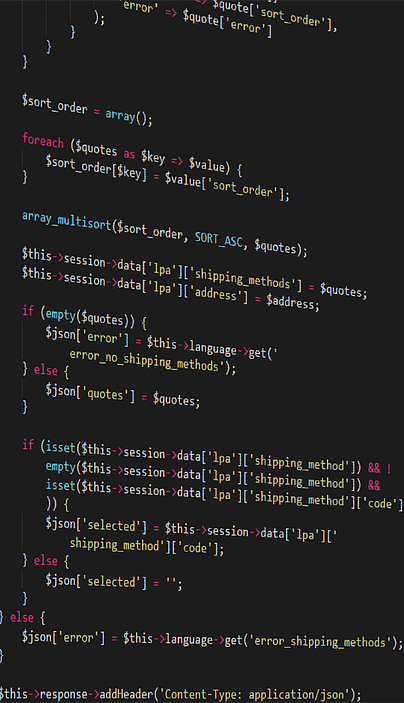 'error' => $quote['sort_order'],
); => $quote['error']
}
}
}
$sort_order = array();
foreach ($quotes as $key => $value) {
$sort_order[$key] = $value['sort_order'];
}
array_multisort($sort_order, SORT_ASC, $quotes);
$this->session->data['lpa']['shipping_methods'] = $quotes;
$this->session->data['lpa']['address'] = $address;
if (empty($quotes)) {
$json['error'] = $this->language->get('
error_no_shipping_methods');
} else {
$json['quotes'] = $quotes;
}
if (isset($this->session->data['lpa']['shipping_method']) && !
empty($this->session->data['lpa']['shipping_method']) &&
isset($this->session->data['lpa']['shipping_method']['code']
)) {
$json['selected'] = $this->session->data['lpa']['
shipping_method']['code'];
} else {
$json['selected'] = '';
}
} else {
$json['error'] = $this->language->get('error_shipping_methods');
}
$this->response->addHeader('Content-Type: application/json');